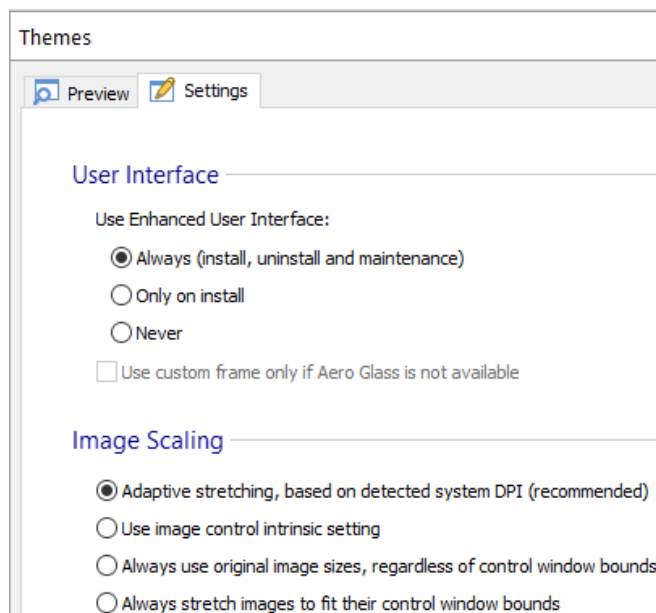 Themes
Preview
Settings
User Interface
Use Enhanced User Interface:
Always (install, uninstall and maintenance)
Only on install
Never
Use custom frame only if Aero Glass is not available
Image Scaling
Adaptive stretching, based on detected system DPI (recommended)
Use image control intrinsic setting
Always use original image sizes, regardless of control window bounds
Always stretch images to fit their control window bounds